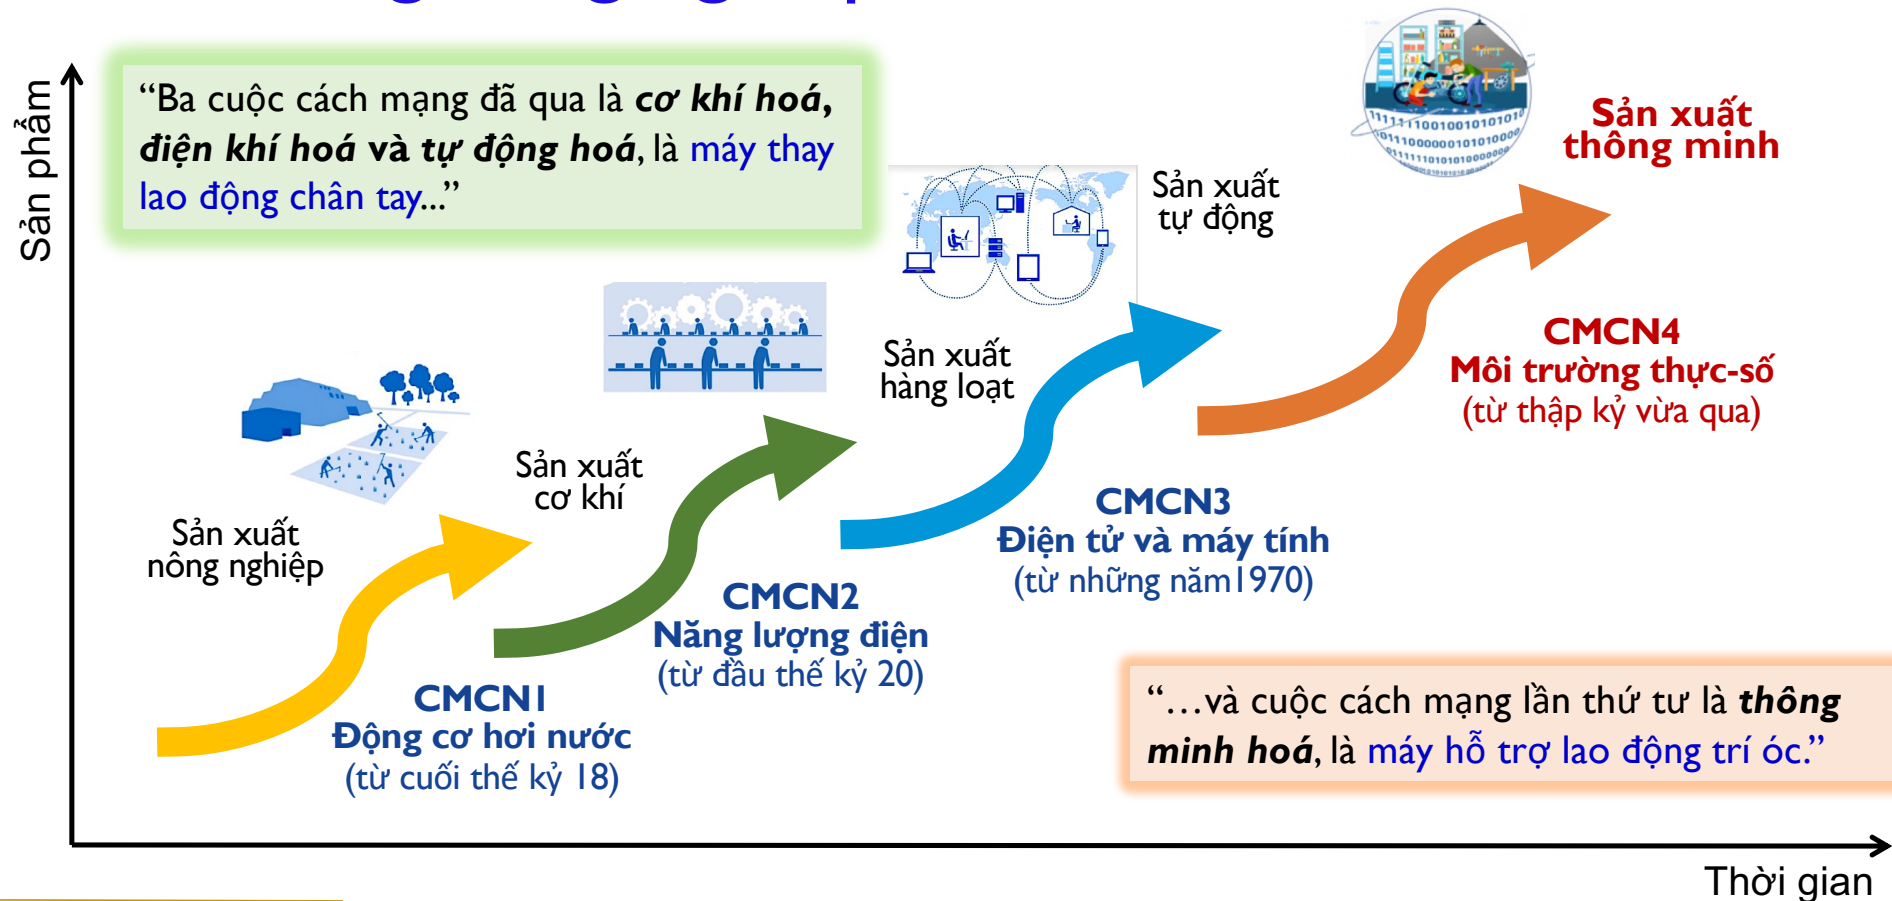 Sản phẩm
“Ba cuộc cách mạng đã qua là cơ khí hoá,
điện khí hoá và tự động hoá, là máy thay
lao động chân tay...”
Sản xuất
thông minh
Sản xuất
tự động
CMCN4
Môi trường thực-số
(từ thập kỷ vừa qua)
Sản xuất
hàng loạt
Sản xuất
cơ khí
CMCN3
Điện tử và máy tính
(từ những năm1970)
Sản xuất
nông nghiệp
CMCN2
Năng lượng điện
(từ đầu thế kỷ 20)
CMCN1
Động cơ hơi nước
(từ cuối thế kỷ 18)
“…và cuộc cách mạng lần thứ tư là thông
minh hoá, là máy hỗ trợ lao động trí óc.”
Thời gian